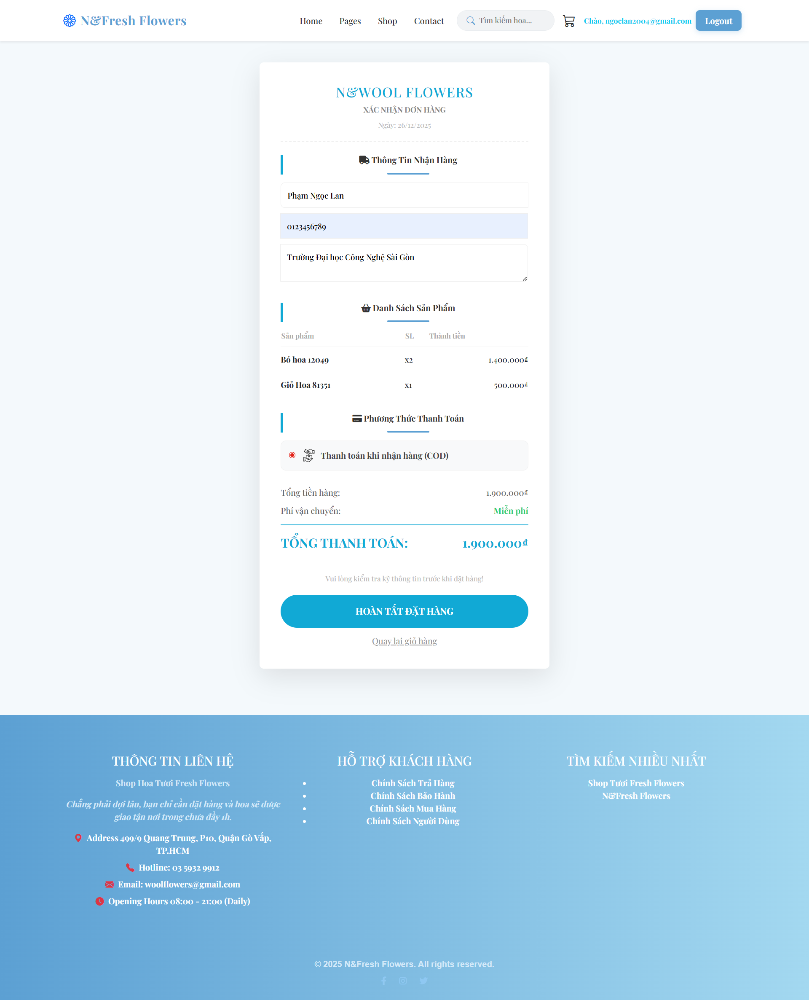 N&Fresh Flowers
Home Pages Shop Contact Tìm kiếm hoa... Chào, ngoclan2004@gmail.com Logout
N&WOOL FLOWERS
XÁC NHẬN ĐƠN HÀNG
Ngày: 26/12/2025
Thông Tin Nhận Hàng
Phạm Ngọc Lan
0123456789
Trường Đại học Công Nghệ Sài Gòn
Danh Sách Sản Phẩm
Sản phẩm SL Thành tiền
Bó hoa 12049 x2 1.400.000₫
Giỏ Hoa 81351 x1 500.000₫
Phương Thức Thanh Toán
Thanh toán khi nhận hàng (COD)
Tổng tiền hàng: 1.900.000₫
Phí vận chuyển: Miễn phí
TỔNG THANH TOÁN: 1.900.000₫
Vui lòng kiểm tra kỹ thông tin trước khi đặt hàng!
HOÀN TẤT ĐẶT HÀNG
Quay lại giỏ hàng
THÔNG TIN LIÊN HỆ
Shop Hoa Tươi Fresh Flowers
Chẳng phải đợi lâu, bạn chỉ cần đặt hàng và hoa sẽ được
giao tận nơi trong chưa đầy 1h.
Address 499/9 Quang Trung, P10, Quận Gò Vấp,
TP.HCM
Hotline: 03 5932 9912
Email: woolflowers@gmail.com
Opening Hours 08:00 - 21:00 (Daily)
HỖ TRỢ KHÁCH HÀNG
Chính Sách Trả Hàng
Chính Sách Bảo Hành
Chính Sách Mua Hàng
Chính Sách Người Dùng
TÌM KIẾM NHIỀU NHẤT
Shop Tươi Fresh Flowers
N&Fresh Flowers
© 2025 N&Fresh Flowers. All rights reserved.